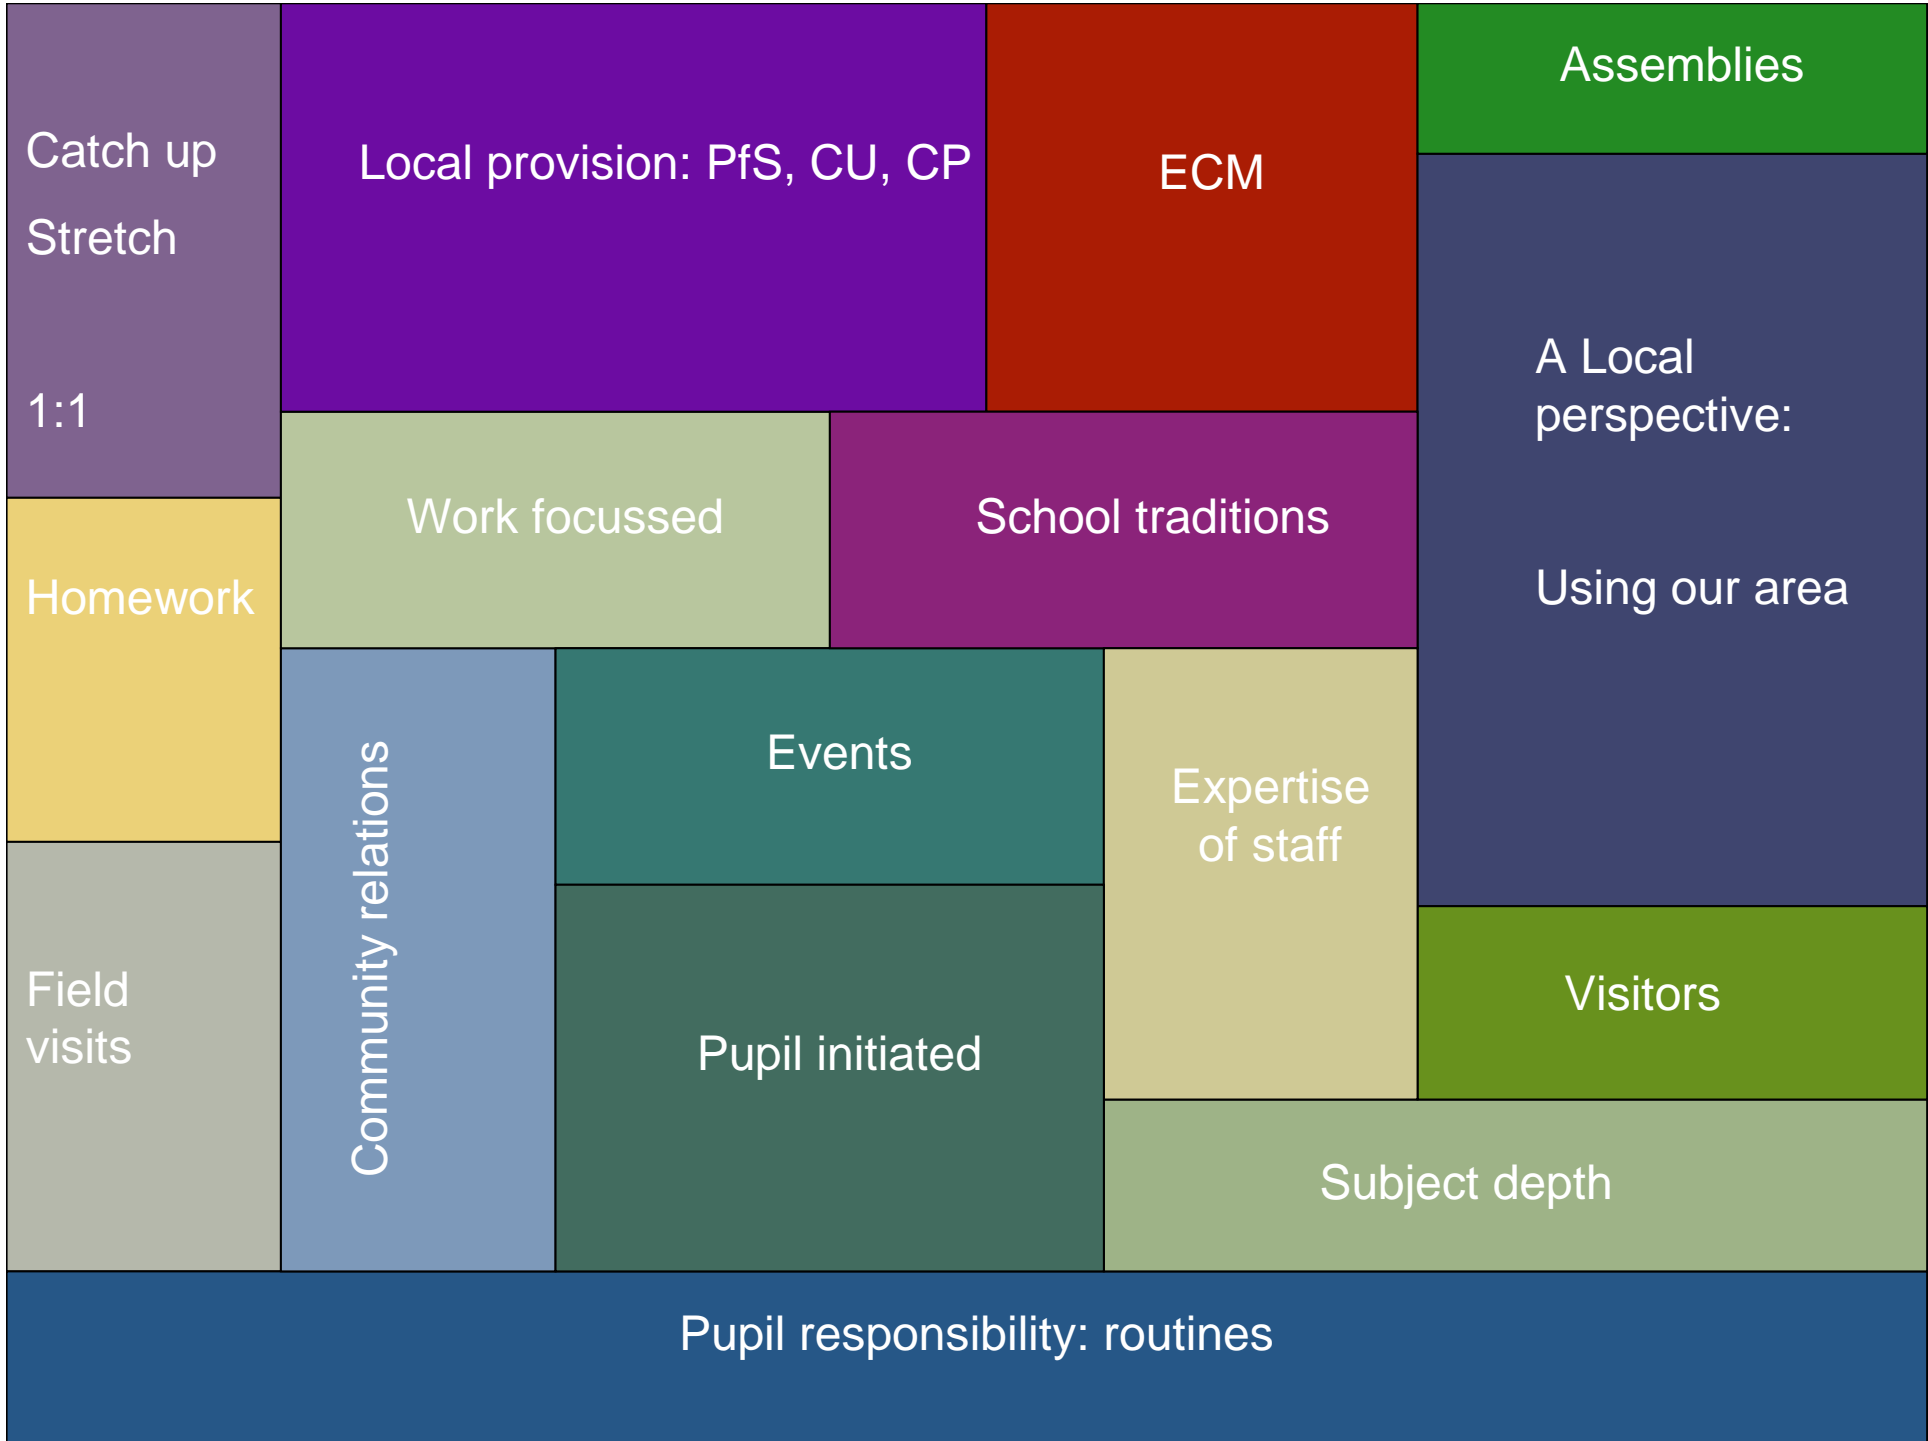 Catch up
Stretch
1:1
Local provision: PfS, CU, CP
ECM
Assemblies
A Local
perspective:
Using our area
Work focussed
School traditions
Homework
Community relations
Events
Expertise
of staff
Field
visits
Pupil initiated
Visitors
Subject depth
Pupil responsibility: routines